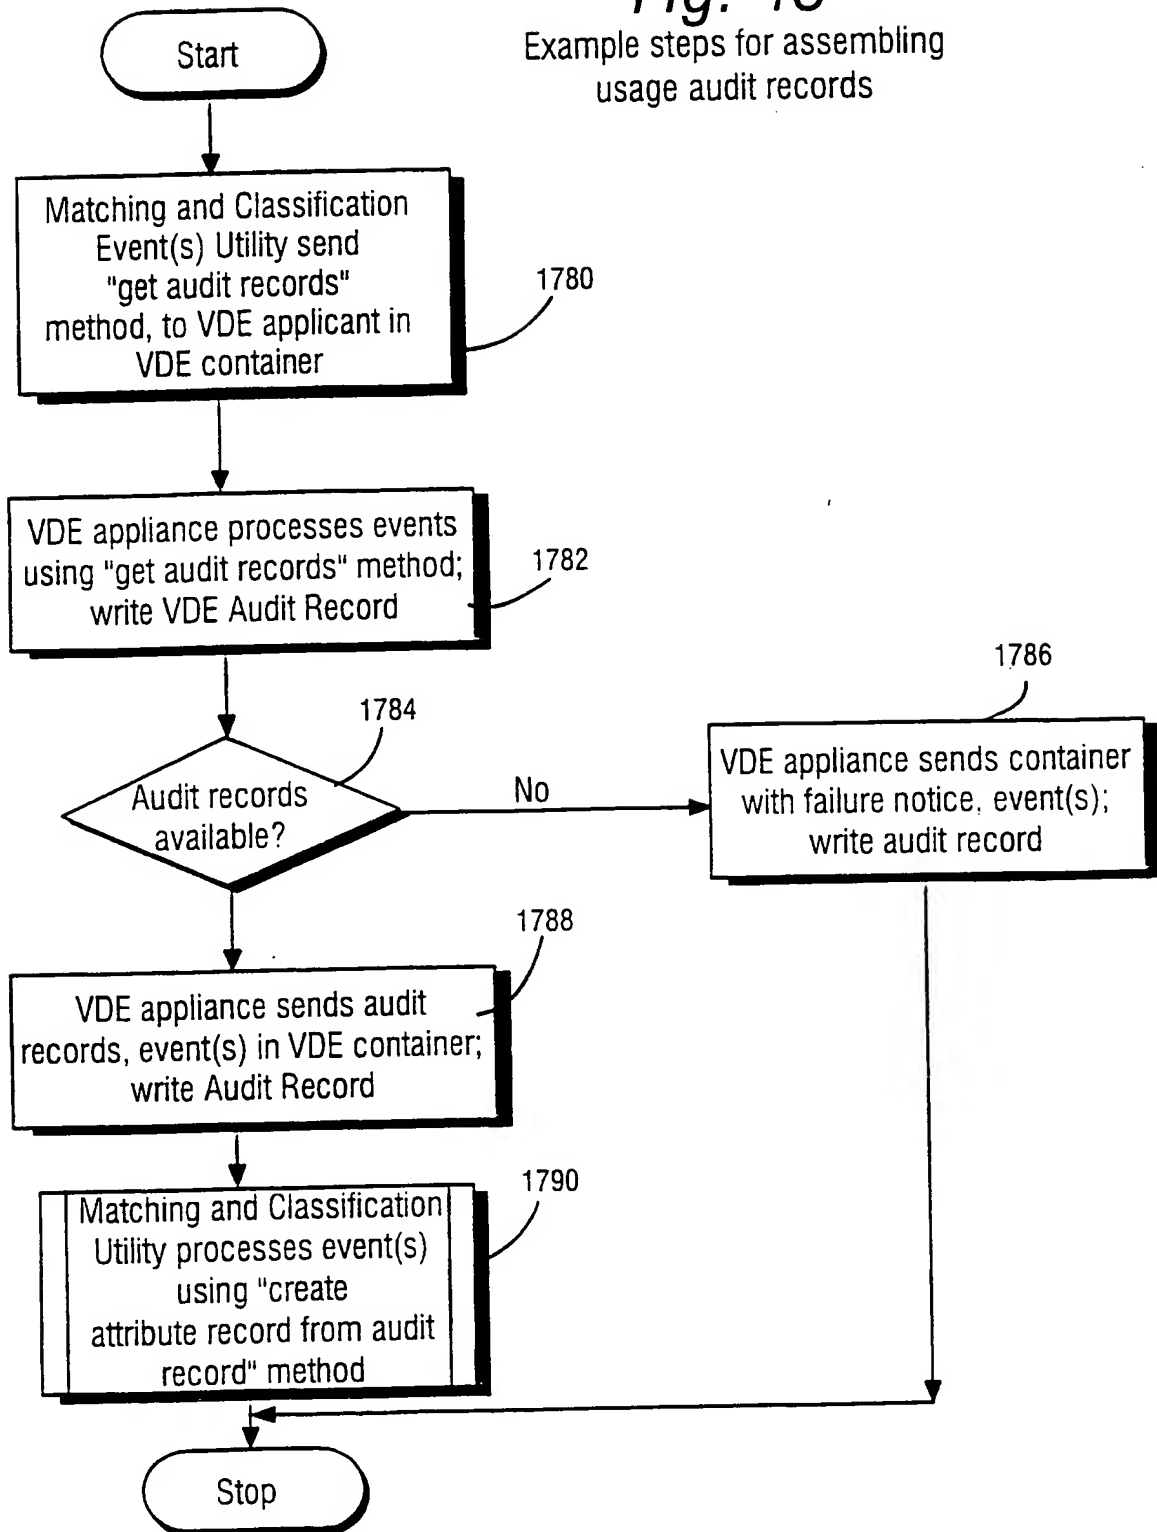 Example steps for assembling
usage audit records
Start
Matching and Classification
Event(s) Utility send
"get audit records"
method, to VDE applicant in
VDE container
1780
VDE appliance processes events
using "get audit records" method;
write VDE Audit Record
1782
1784
Audit records
available?
No
1786
VDE appliance sends container
with failure notice, event(s);
write audit record
1788
VDE appliance sends audit
records, event(s) in VDE container;
write Audit Record
1790
Matching and Classification
Utility processes event(s)
using "create
attribute record from audit
record" method
Stop